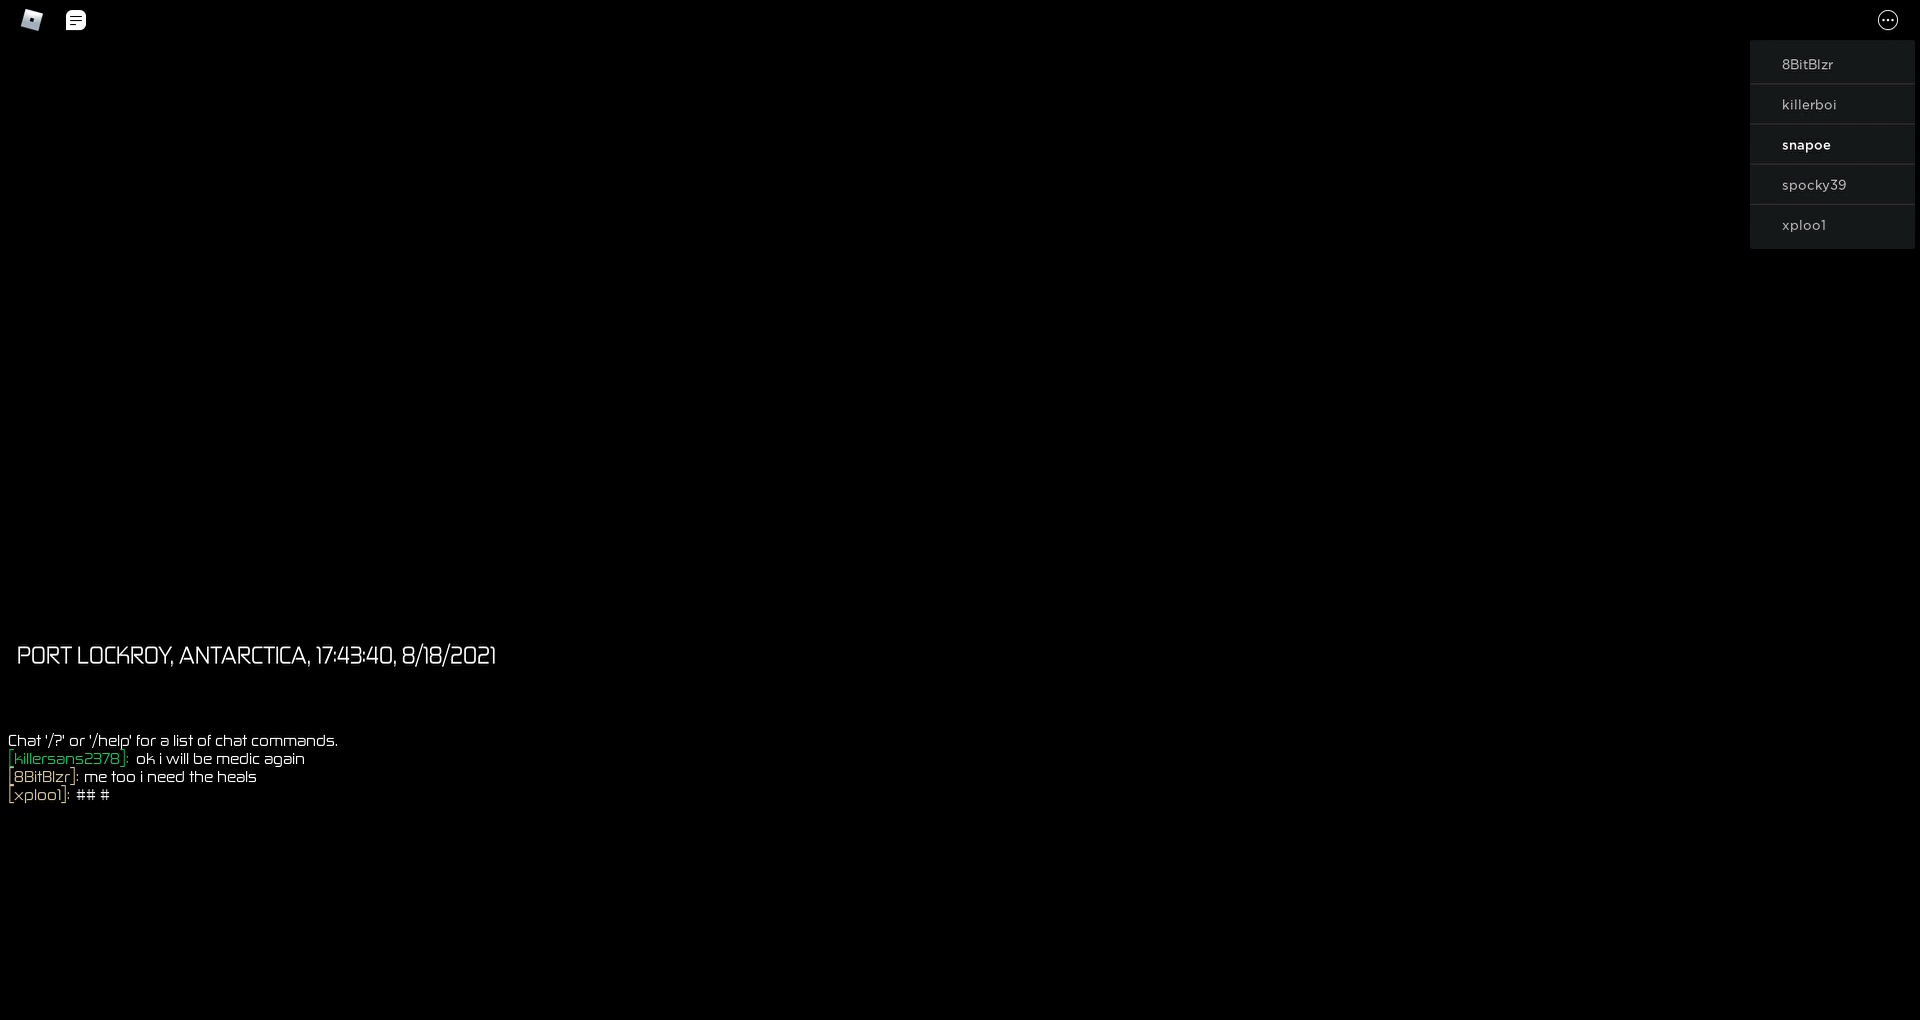 8BitBlzr
killerboi
snapoe
spocky39
xploo1
PORT LOCKROY, ANTARCTICA, 17:43:40, 8/18/2021
Chat '/?' or '/help' for a list of chat commands.
[killersans2378]: ok i will be medic again
[8BitBlzr]: me too i need the heals
[xploo1]: ## #